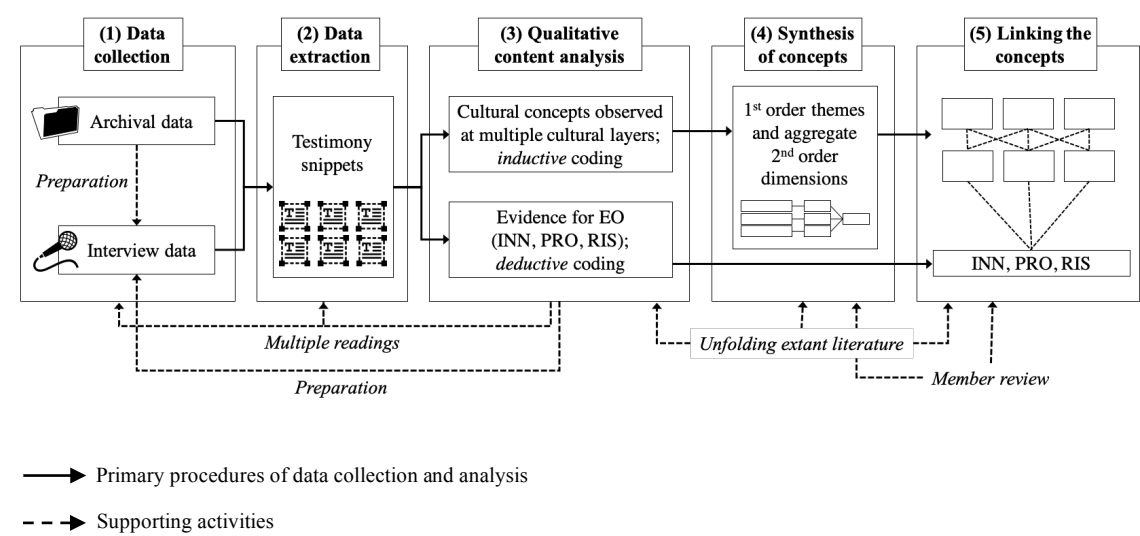 (1) Data
collection
Archival data
Preparation
Interview data
(2) Data
extraction
Testimony
snippets
T
T
T
T
T
T
(3) Qualitative
content analysis
Cultural concepts observed
at multiple cultural layers;
inductive coding
Evidence for EO
(INN, PRO, RIS);
deductive coding
(4) Synthesis
of concepts
1st order themes
and aggregate
2nd order
dimensions
(5) Linking the
concepts
INN, PRO, RIS
Multiple readings
Preparation
Unfolding extant literature
Member review
Primary procedures of data collection and analysis
Supporting activities